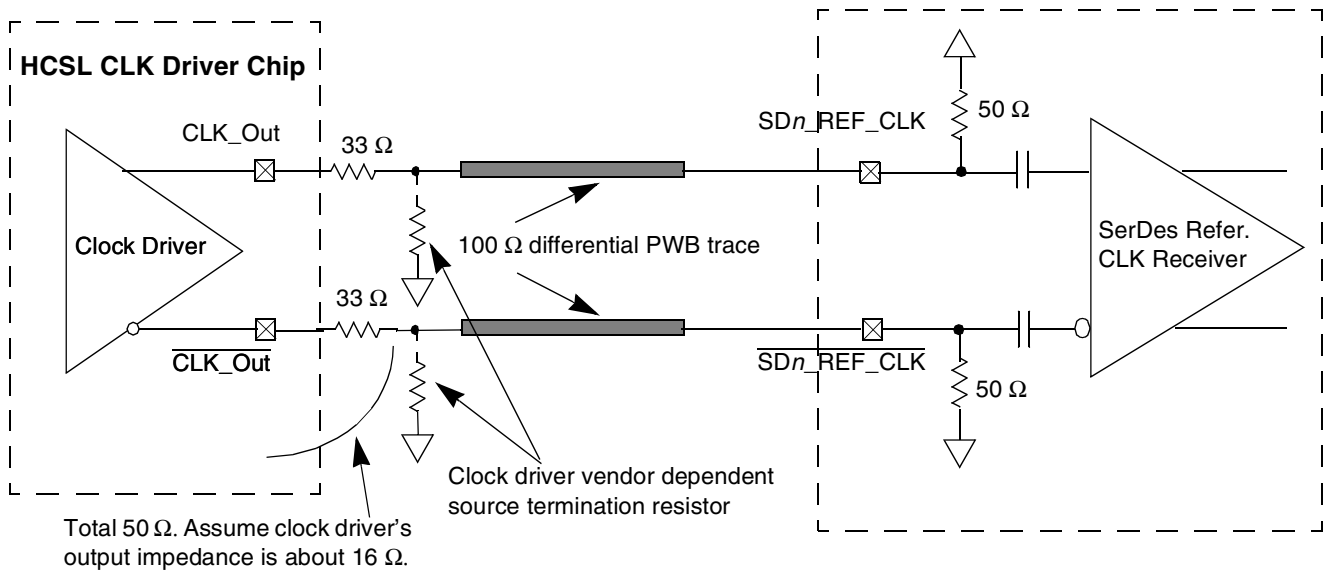 HCSL CLK Driver Chip
CLK_Out
33 Ω
SDn_REF_CLK
50 Ω
Clock Driver
100 Ω differential PWB trace
SerDes Refer.
CLK Receiver
33 Ω
CLK_Out
SDn_REF_CLK
50 Ω
Clock driver vendor dependent
source termination resistor
Total 50 Ω. Assume clock driver's
output impedance is about 16 Ω.